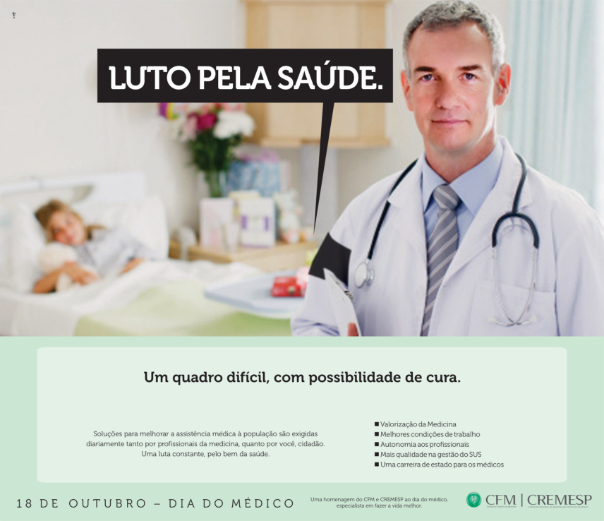 LUTO PELA SAÚDE.
Um quadro difícil, com possibilidade de cura.
Soluções para melhorar a assistência médica à população são exigidas
diariamente tanto por profissionais da medicina, quanto por você, cidadão.
Uma luta constante, pelo bem da saúde.
■ Valorização da Medicina
■ Melhores condições de trabalho
■ Autonomia aos profissionais
■ Mais qualidade na gestão do SUS
■ Uma carreira de estado para os médicos
18 DE OUTUBRO – DIA DO MÉDICO
Uma homenagem do CFM e CREMESP ao dia do médico,
especialista em fazer a vida melhor.
CFM | CREMESP